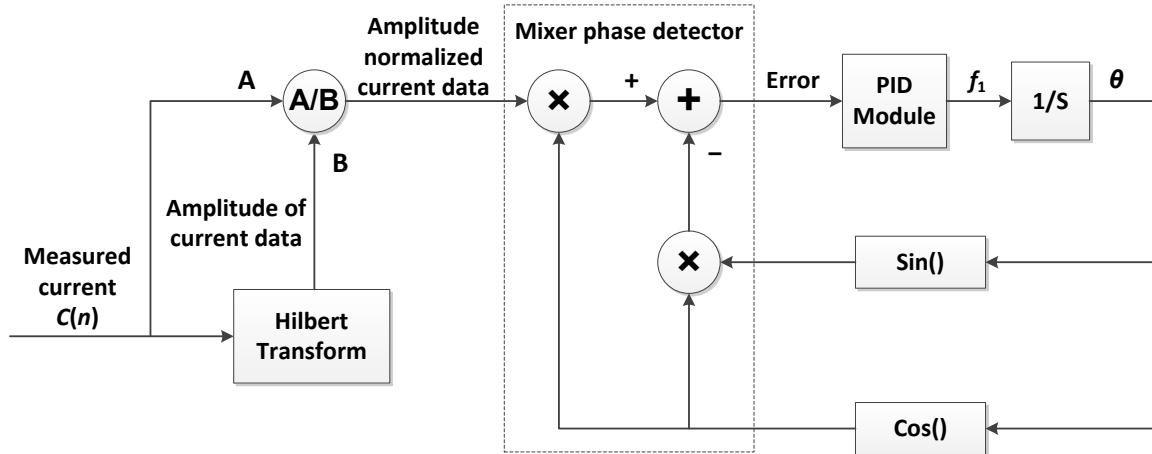 Measured
current
C(n)
A
A/B
B
Amplitude of
current data
Hilbert
Transform
Amplitude
normalized
current data
Mixer phase detector
×
+
+
−
×
Error
PID
Module
f1
1/S
θ
Sin()
Cos()